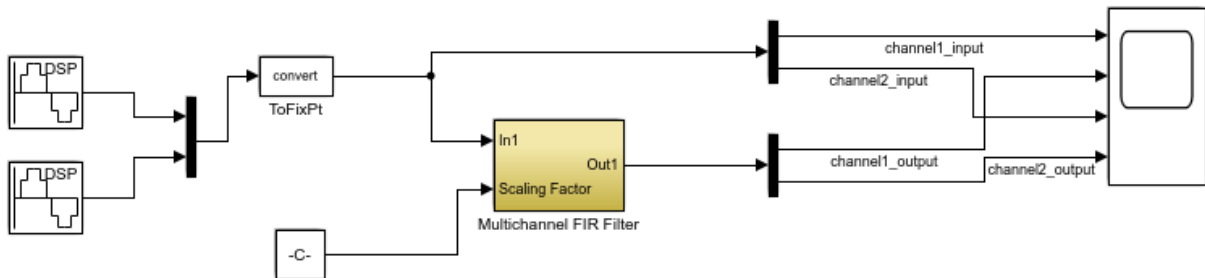 DSP
DSP
convert
ToFixPt
-C-
In1
Scaling Factor
Out1
Multichannel FIR Filter
channel1_input
channel2_input
channel1_output
channel2_output